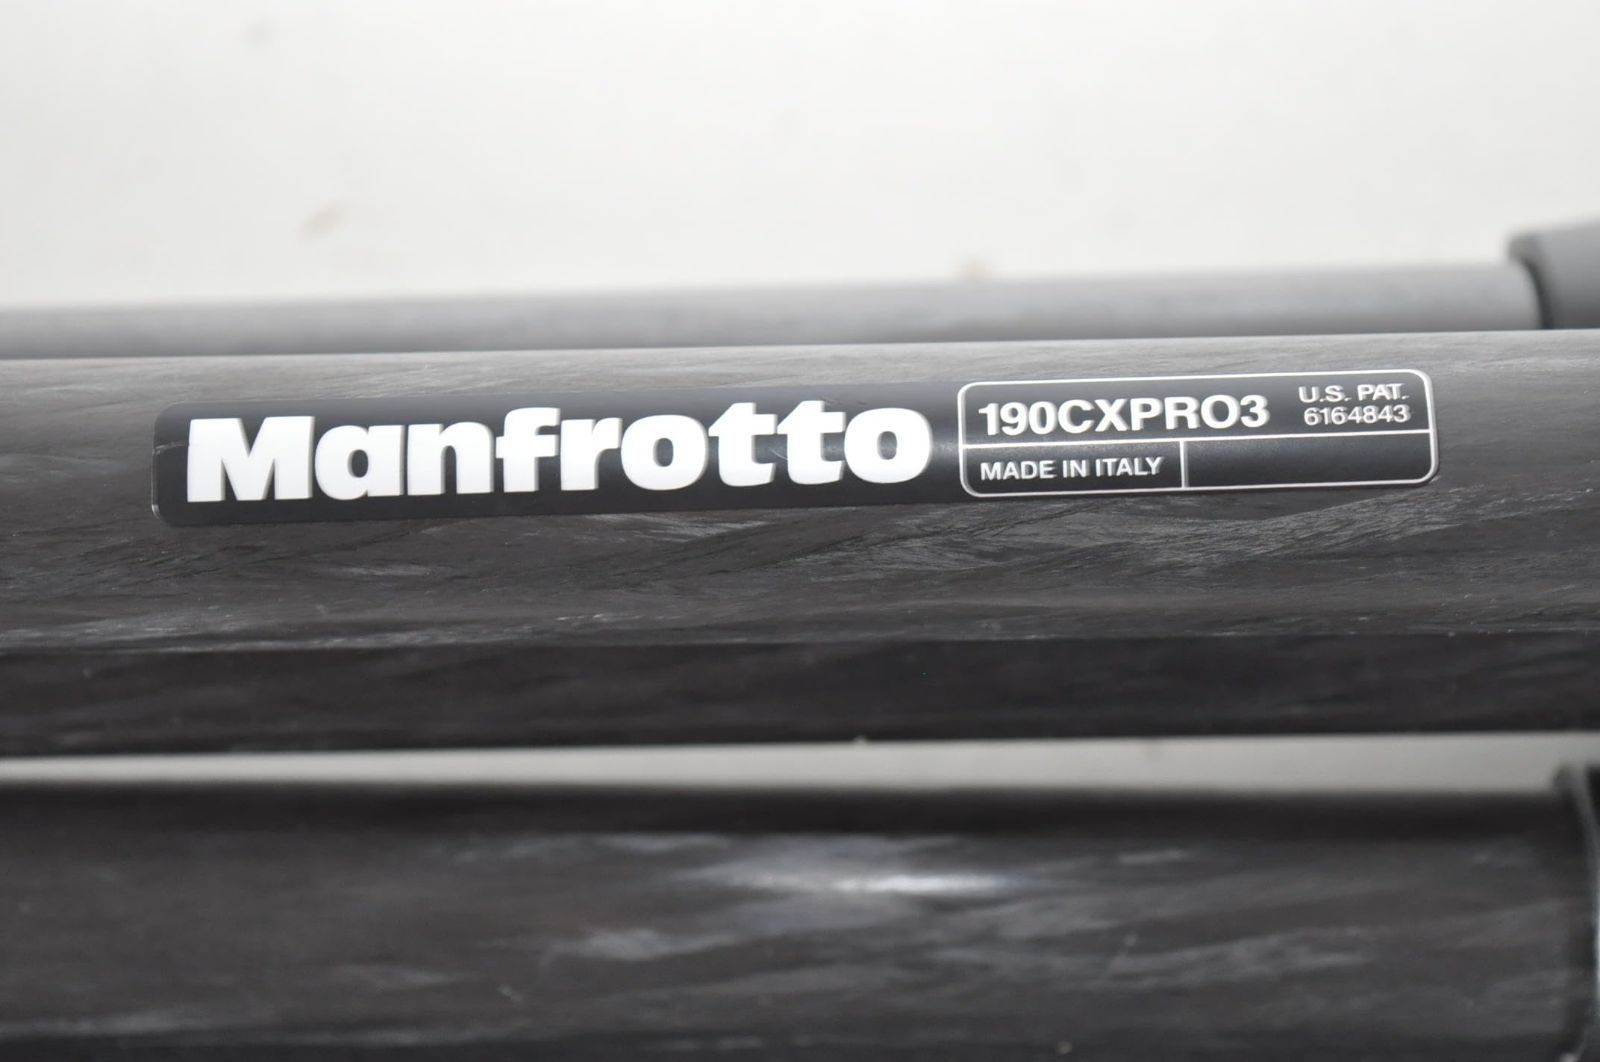 Manfrotto
190CXPRO3
U.S. PAT.
6164843
MADE IN ITALY